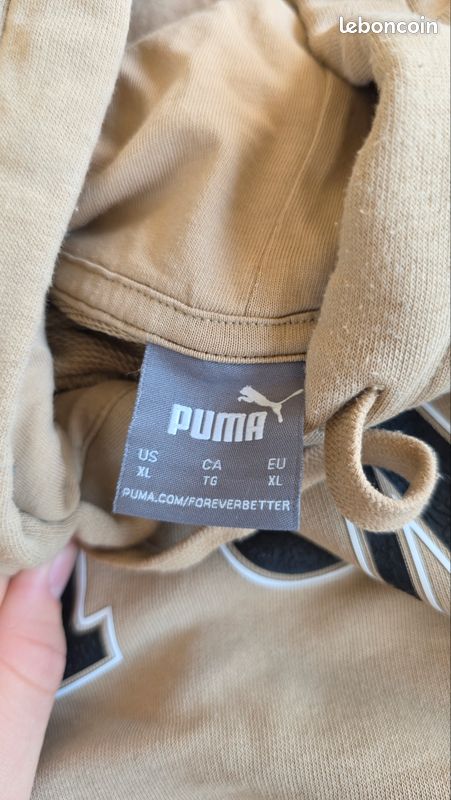 leboncoin
PUMA
US CA EU
XL TG XL
PUMA.COM/FOREVERBETTER